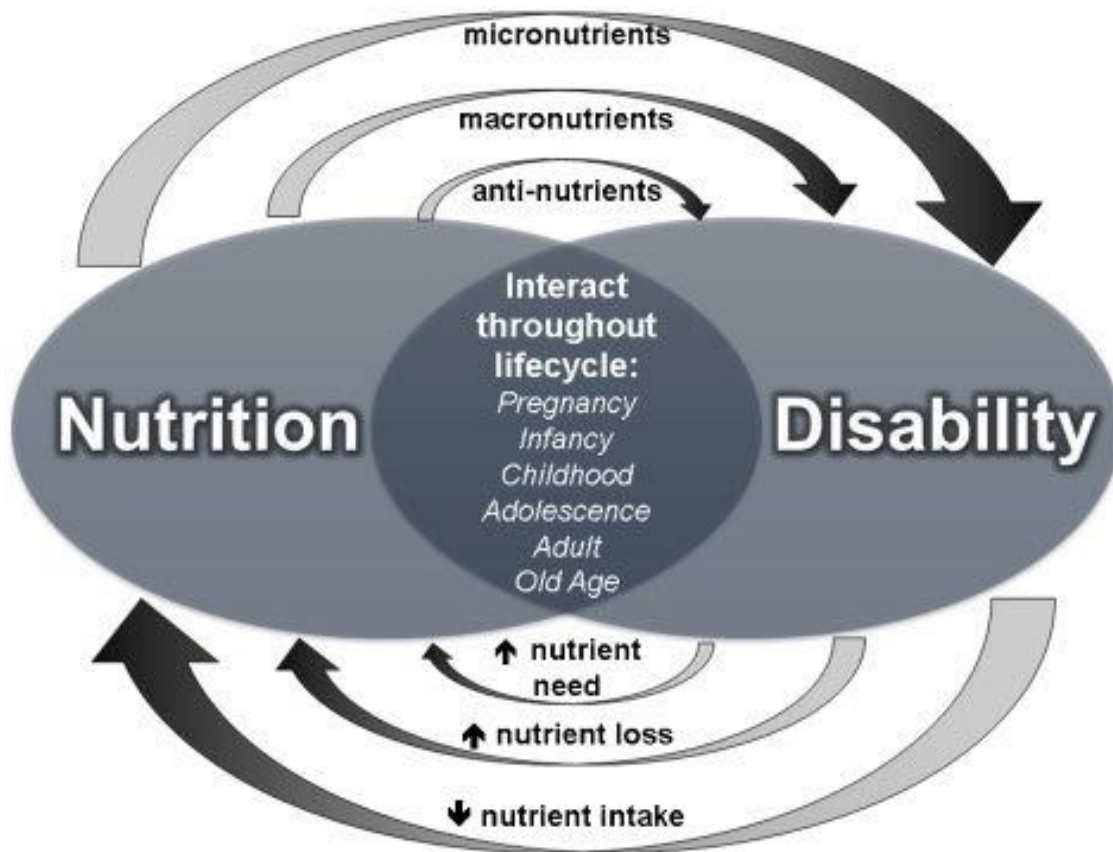 micronutrients
macronutrients
anti-nutrients
Interact
throughout
lifecycle:
Pregnancy
Infancy
Childhood
Adolescence
Adult
Old Age
Nutrition
Disability
↑ nutrient
need
↑ nutrient loss
↓ nutrient intake